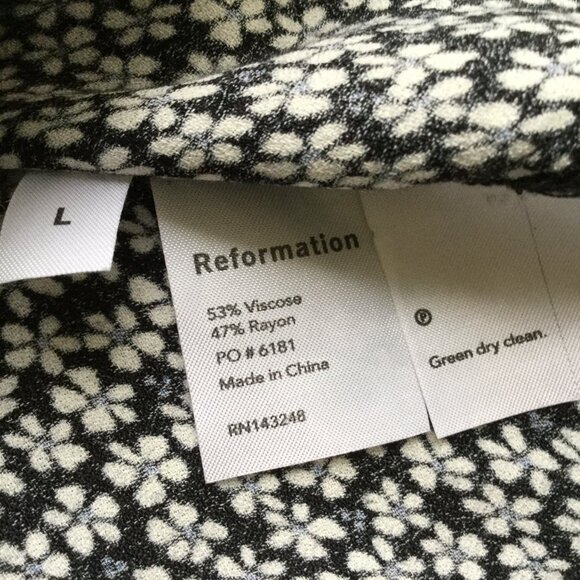 L
Reformation
53% Viscose
47% Rayon
PO # 6181
Made in China
RN143248
Ⓟ
Green dry clean.